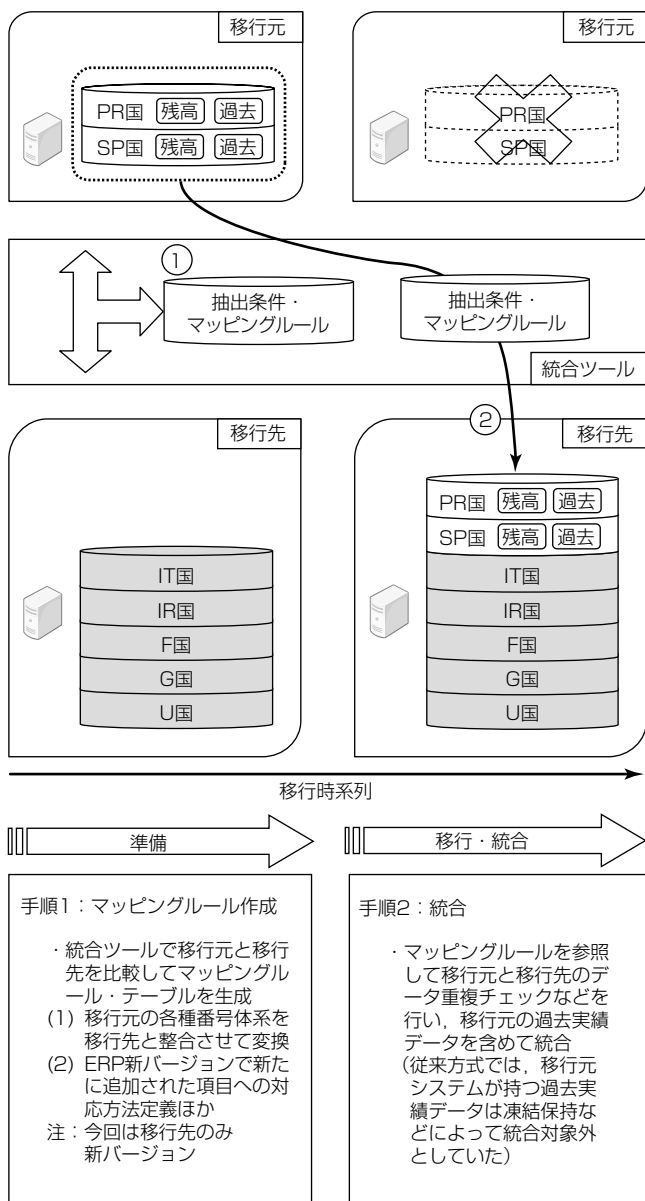 移行元
PR国 残高 過去
SP国 残高 過去
移行元
PR国
SP国
①
抽出条件・
マッピングルール
抽出条件・
マッピングルール
統合ツール
移行先
IT国
IR国
F国
G国
U国
②
移行先
PR国 残高 過去
SP国 残高 過去
IT国
IR国
F国
G国
U国
移行時系列
準備
移行・統合
手順1：マッピングルール作成
・統合ツールで移行元と移行
先を比較してマッピングル
ール・テーブルを生成
(1) 移行元の各種番号体系を
移行先と整合させて変換
(2) ERP新バージョンで新た
に追加された項目への対
応方法定義ほか
注：今回は移行先のみ
新バージョン
手順2：統合
・マッピングルールを参照
して移行元と移行先のデ
ータ重複チェックなどを
行い，移行元の過去実績
データを含めて統合
（従来方式では，移行元
システムが持つ過去実
績データは凍結保持な
どによって統合対象外
としていた）